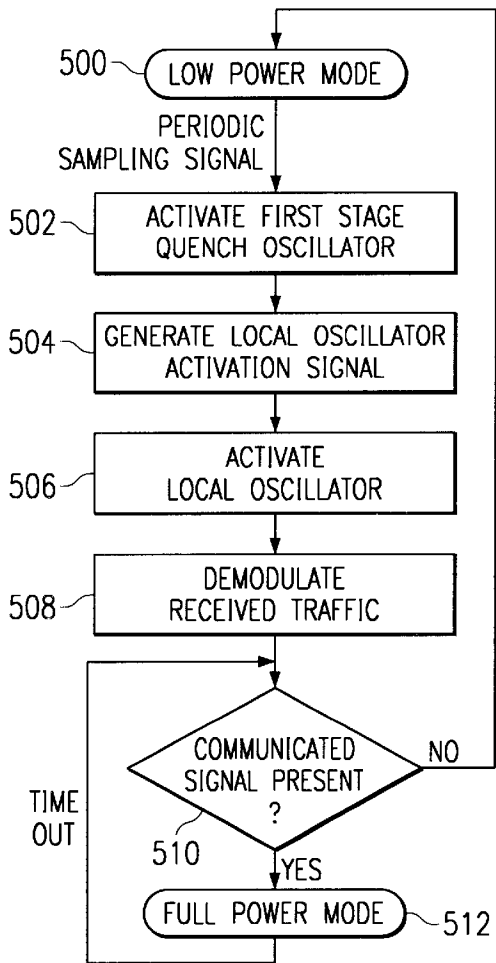 500
LOW POWER MODE
PERIODIC
SAMPLING SIGNAL
502
ACTIVATE FIRST STAGE
QUENCH OSCILLATOR
504
GENERATE LOCAL OSCILLATOR
ACTIVATION SIGNAL
506
ACTIVATE
LOCAL OSCILLATOR
508
DEMODULATE
RECEIVED TRAFFIC
COMMUNICATED
SIGNAL PRESENT
?
NO
TIME
OUT
510
YES
FULL POWER MODE
512